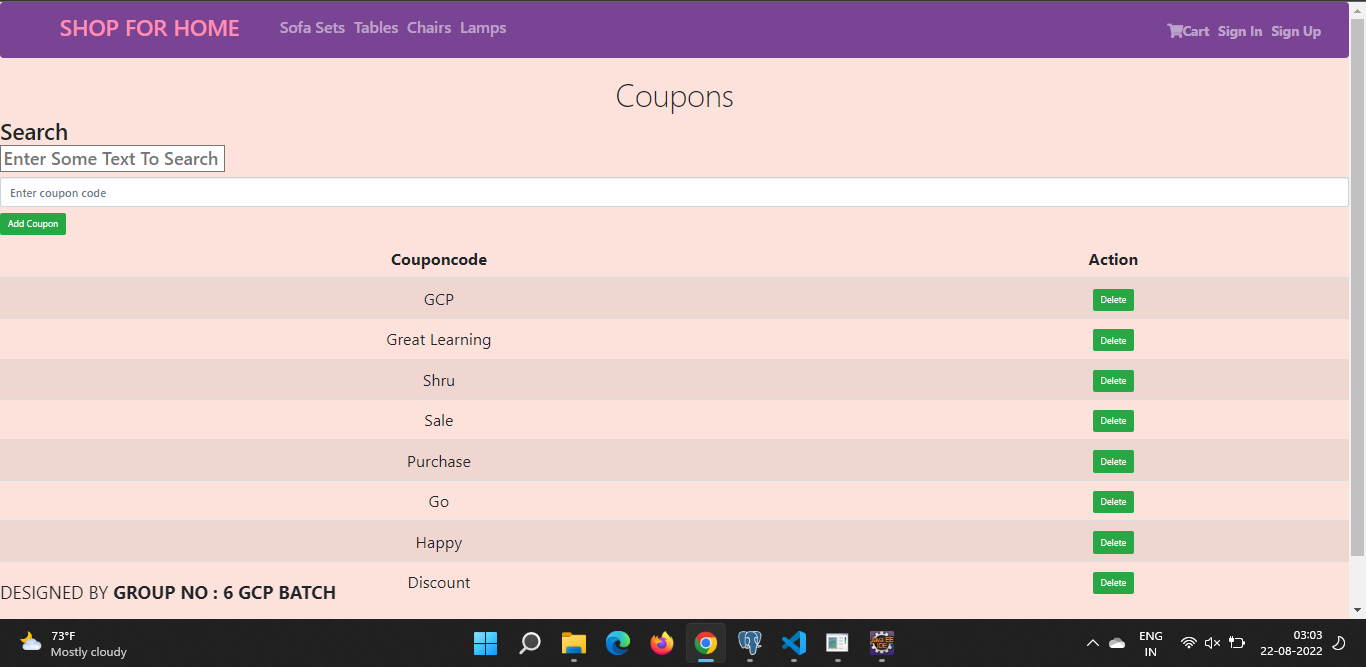 SHOP FOR HOME Sofa Sets Tables Chairs Lamps Cart Sign In Sign Up
Coupons
Search
Enter Some Text To Search
Enter coupon code
Add Coupon
Couponcode Action
GCP Delete
Great Learning Delete
Shru Delete
Sale Delete
Purchase Delete
Go Delete
Happy Delete
Discount Delete
DESIGNED BY GROUP NO : 6 GCP BATCH
73°F
Mostly cloudy
ENG
IN
03:03
22-08-2022